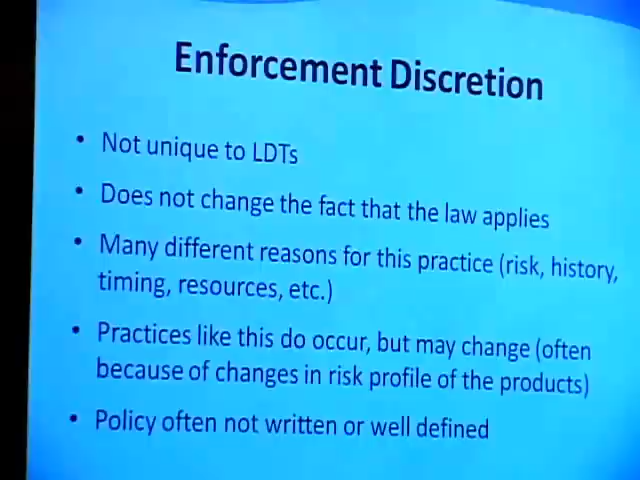 Enforcement Discretion
• Not unique to LDTs
• Does not change the fact that the law applies
• Many different reasons for this practice (risk, history,
timing, resources, etc.)
• Practices like this do occur, but may change (often
because of changes in risk profile of the products)
• Policy often not written or well defined